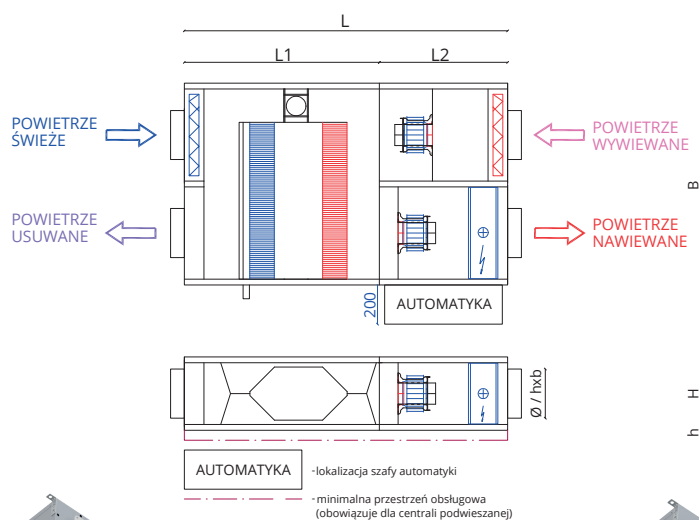 L
L1
L2
POWIETRZE
ŚWIEŻE
POWIETRZE
WYWIEWANE
B
POWIETRZE
USUWANE
POWIETRZE
NAWIEWANE
200
AUTOMATYKA
Ø / hxb
H
h
AUTOMATYKA
-lokalizacja szafy automatyki
-minimalna przestrzeń obsługowa
(obowiązuje dla centrali podwieszanej)